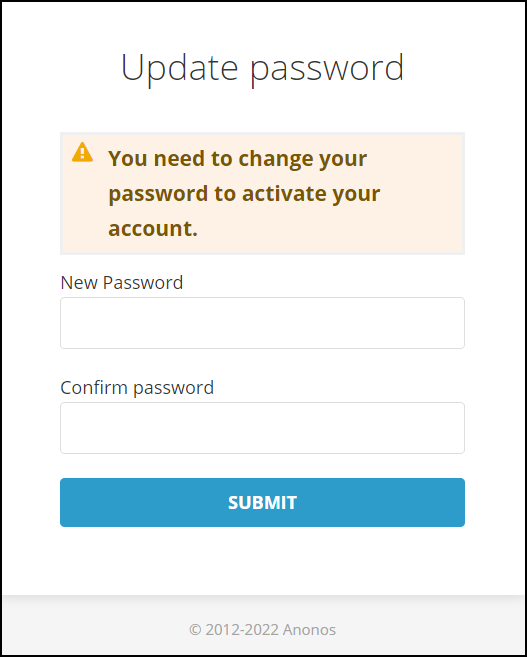 Update password
You need to change your
password to activate your
account.
New Password
Confirm password
SUBMIT
© 2012-2022 Anonos